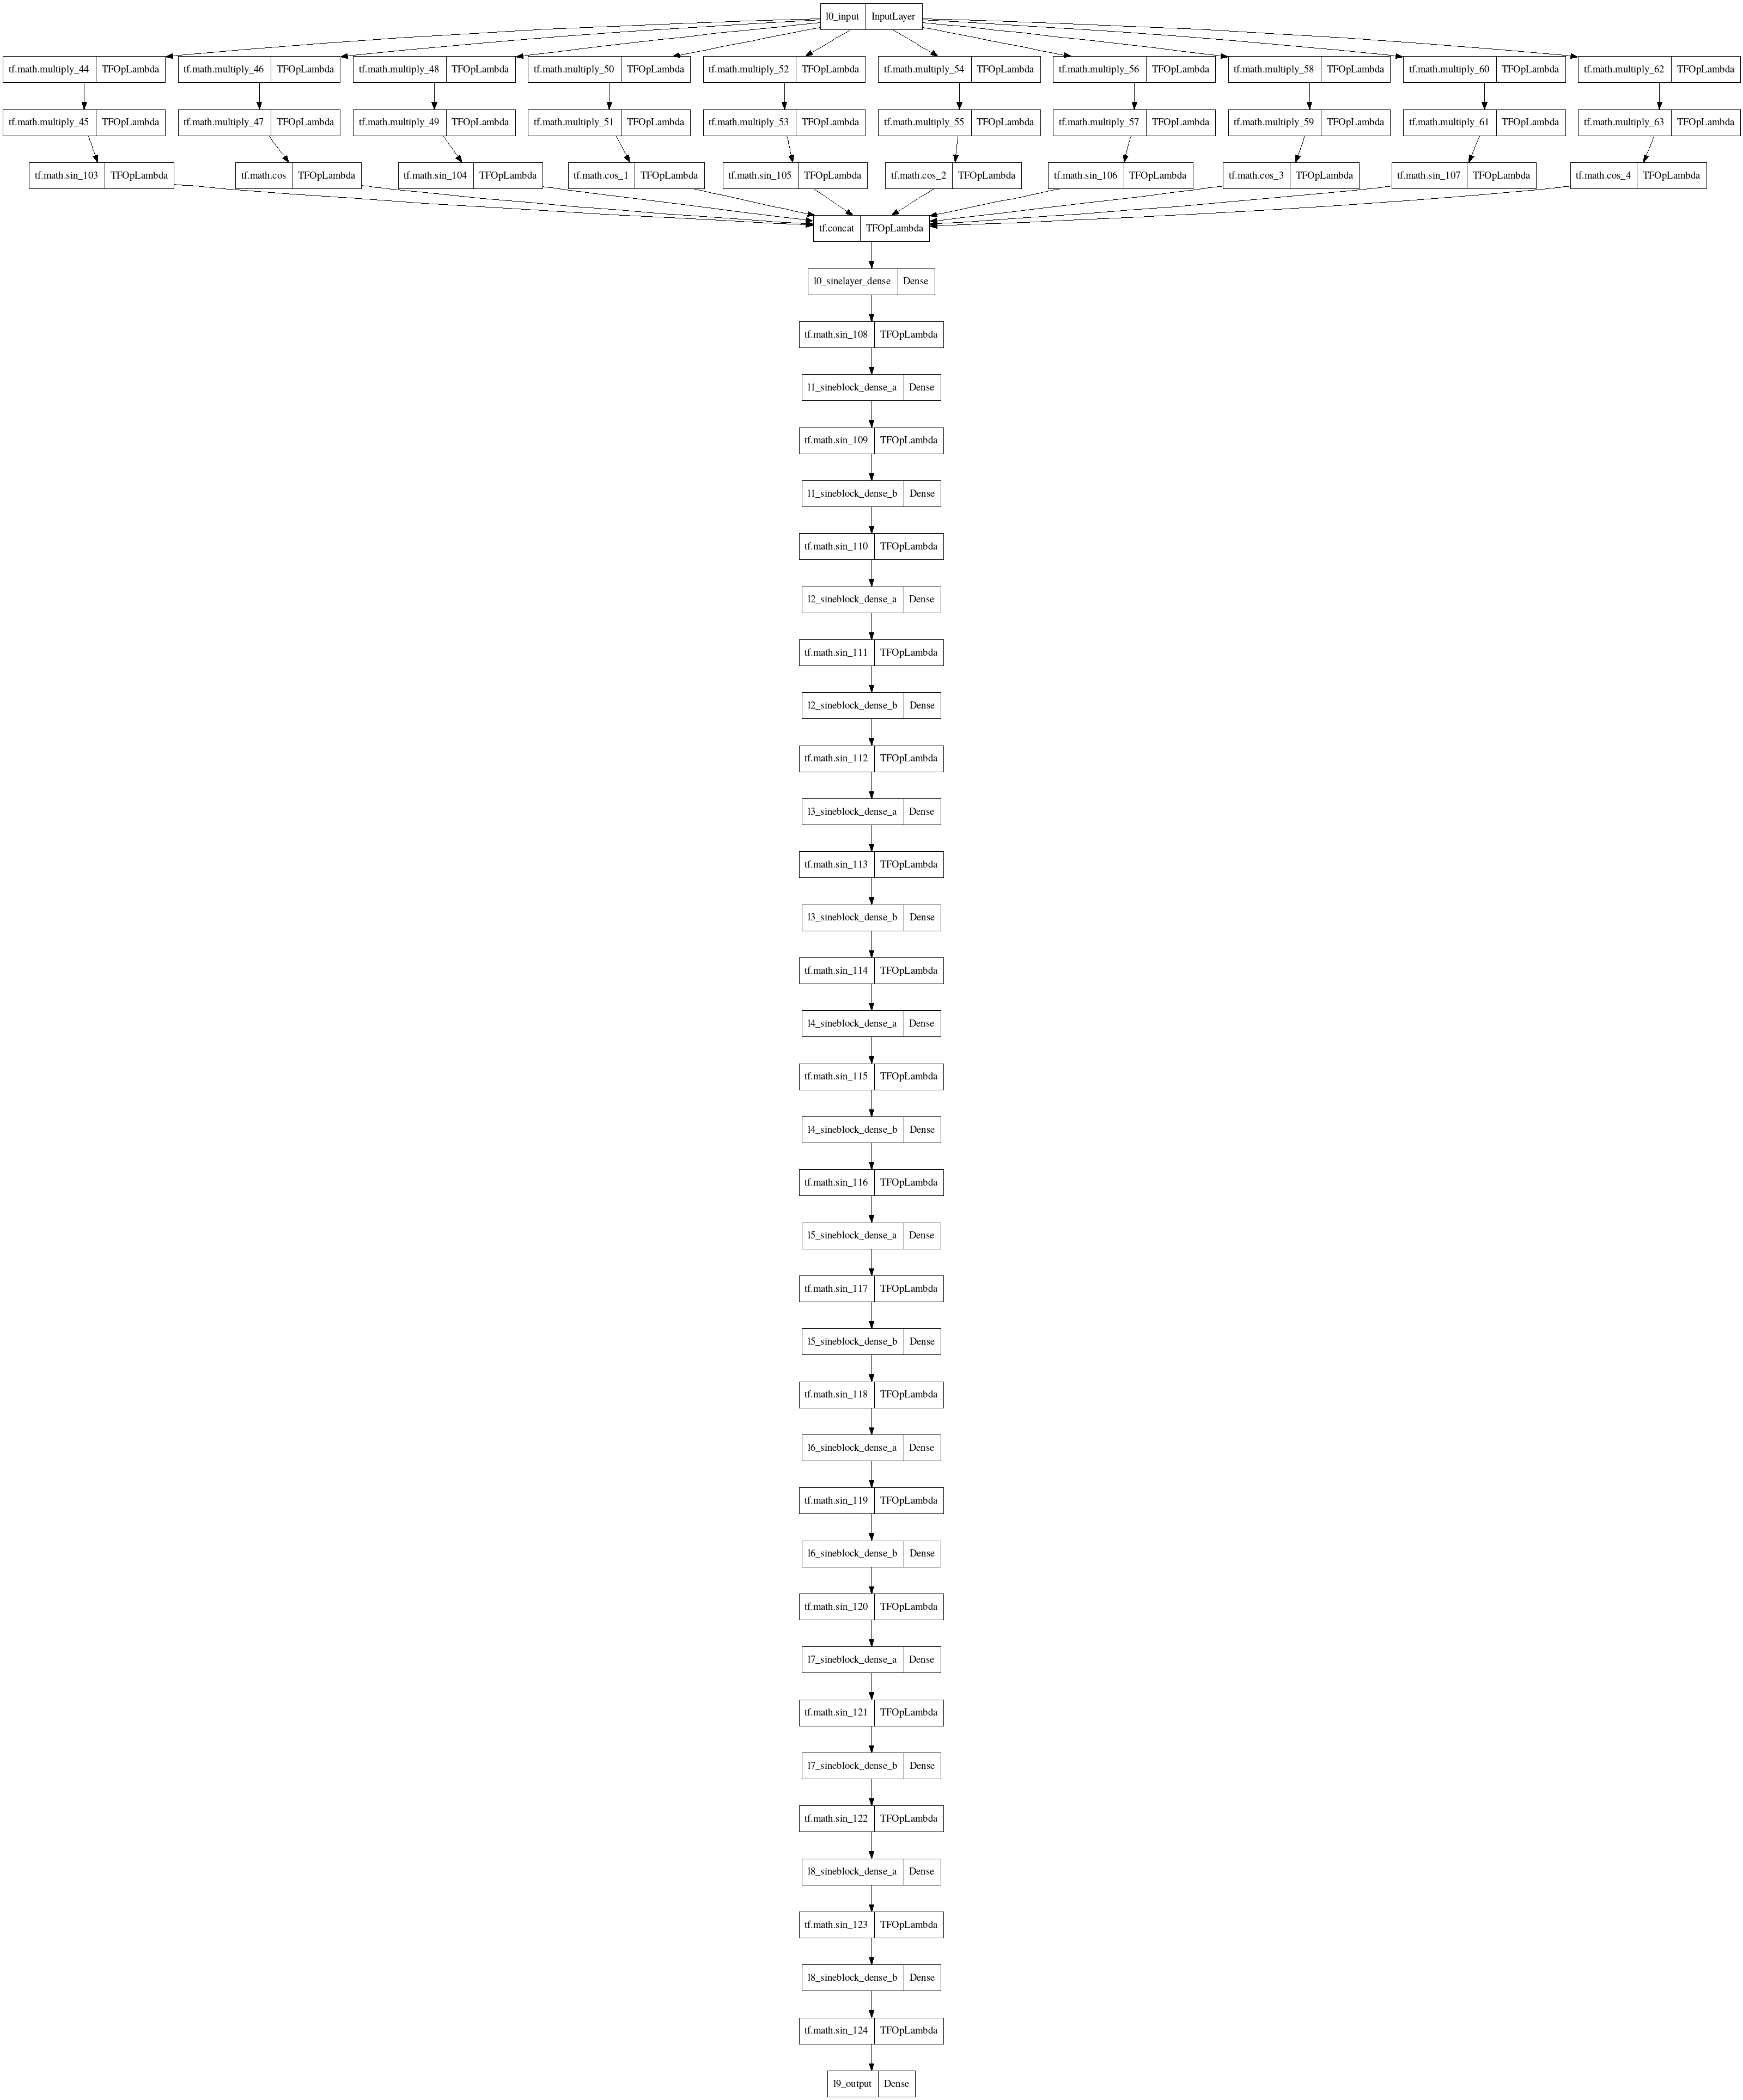 l0_input InputLayer
tf.math.multiply_44 TFOpLambda tf.math.multiply_46 TFOpLambda tf.math.multiply_48 TFOpLambda tf.math.multiply_50 TFOpLambda tf.math.multiply_52 TFOpLambda tf.math.multiply_54 TFOpLambda tf.math.multiply_56 TFOpLambda tf.math.multiply_58 TFOpLambda tf.math.multiply_60 TFOpLambda tf.math.multiply_62 TFOpLambda
tf.math.multiply_45 TFOpLambda tf.math.multiply_47 TFOpLambda tf.math.multiply_49 TFOpLambda tf.math.multiply_51 TFOpLambda tf.math.multiply_53 TFOpLambda tf.math.multiply_55 TFOpLambda tf.math.multiply_57 TFOpLambda tf.math.multiply_59 TFOpLambda tf.math.multiply_61 TFOpLambda tf.math.multiply_63 TFOpLambda
tf.math.sin_103 TFOpLambda tf.math.cos TFOpLambda tf.math.sin_104 TFOpLambda tf.math.cos_1 TFOpLambda tf.math.sin_105 TFOpLambda tf.math.cos_2 TFOpLambda tf.math.sin_106 TFOpLambda tf.math.cos_3 TFOpLambda tf.math.sin_107 TFOpLambda tf.math.cos_4 TFOpLambda
tf.concat TFOpLambda
l0_sinelayer_dense Dense
tf.math.sin_108 TFOpLambda
l1_sineblock_dense_a Dense
tf.math.sin_109 TFOpLambda
l1_sineblock_dense_b Dense
tf.math.sin_110 TFOpLambda
l2_sineblock_dense_a Dense
tf.math.sin_111 TFOpLambda
l2_sineblock_dense_b Dense
tf.math.sin_112 TFOpLambda
l3_sineblock_dense_a Dense
tf.math.sin_113 TFOpLambda
l3_sineblock_dense_b Dense
tf.math.sin_114 TFOpLambda
l4_sineblock_dense_a Dense
tf.math.sin_115 TFOpLambda
l4_sineblock_dense_b Dense
tf.math.sin_116 TFOpLambda
l5_sineblock_dense_a Dense
tf.math.sin_117 TFOpLambda
l5_sineblock_dense_b Dense
tf.math.sin_118 TFOpLambda
l6_sineblock_dense_a Dense
tf.math.sin_119 TFOpLambda
l6_sineblock_dense_b Dense
tf.math.sin_120 TFOpLambda
l7_sineblock_dense_a Dense
tf.math.sin_121 TFOpLambda
l7_sineblock_dense_b Dense
tf.math.sin_122 TFOpLambda
l8_sineblock_dense_a Dense
tf.math.sin_123 TFOpLambda
l8_sineblock_dense_b Dense
tf.math.sin_124 TFOpLambda
l9_output Dense